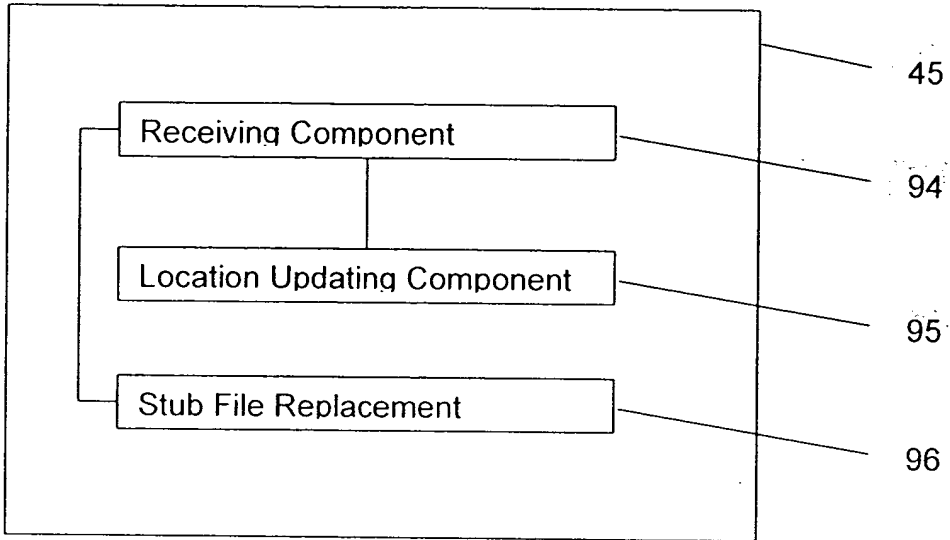 45
Receiving Component
94
Location Updating Component
95
Stub File Replacement
96